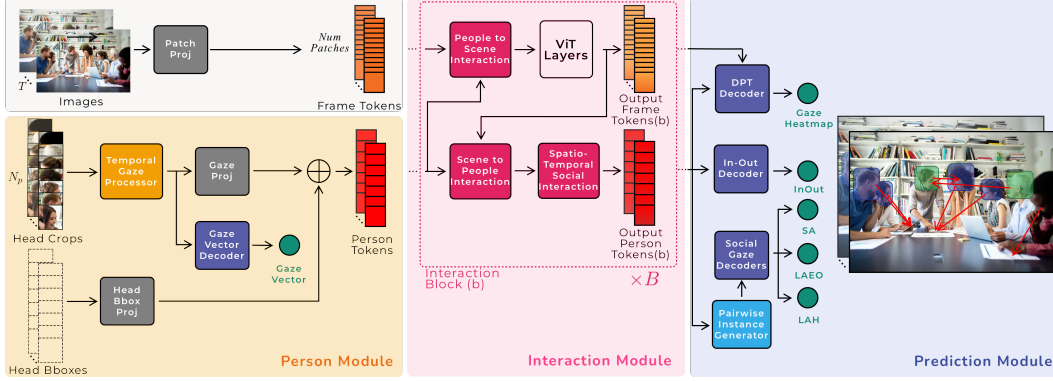 T
Images
Patch
Proj
Num
Patches
Frame Tokens
N_p
Head Crops
Temporal
Gaze
Processor
Gaze
Proj
Gaze
Vector
Decoder
Gaze
Vector
Person
Tokens
Head
Bbox
Proj
Head Bboxes
Person Module
People to
Scene
Interaction
ViT
Layers
Output
Frame
Tokens(b)
Scene to
People
Interaction
Spatio-
Temporal
Social
Interaction
Output
Person
Tokens(b)
Interaction
Block (b)
×B
Interaction Module
DPT
Decoder
Gaze
Heatmap
In-Out
Decoder
InOut
Social
Gaze
Decoders
SA
LAEO
LAH
Pairwise
Instance
Generator
Prediction Module